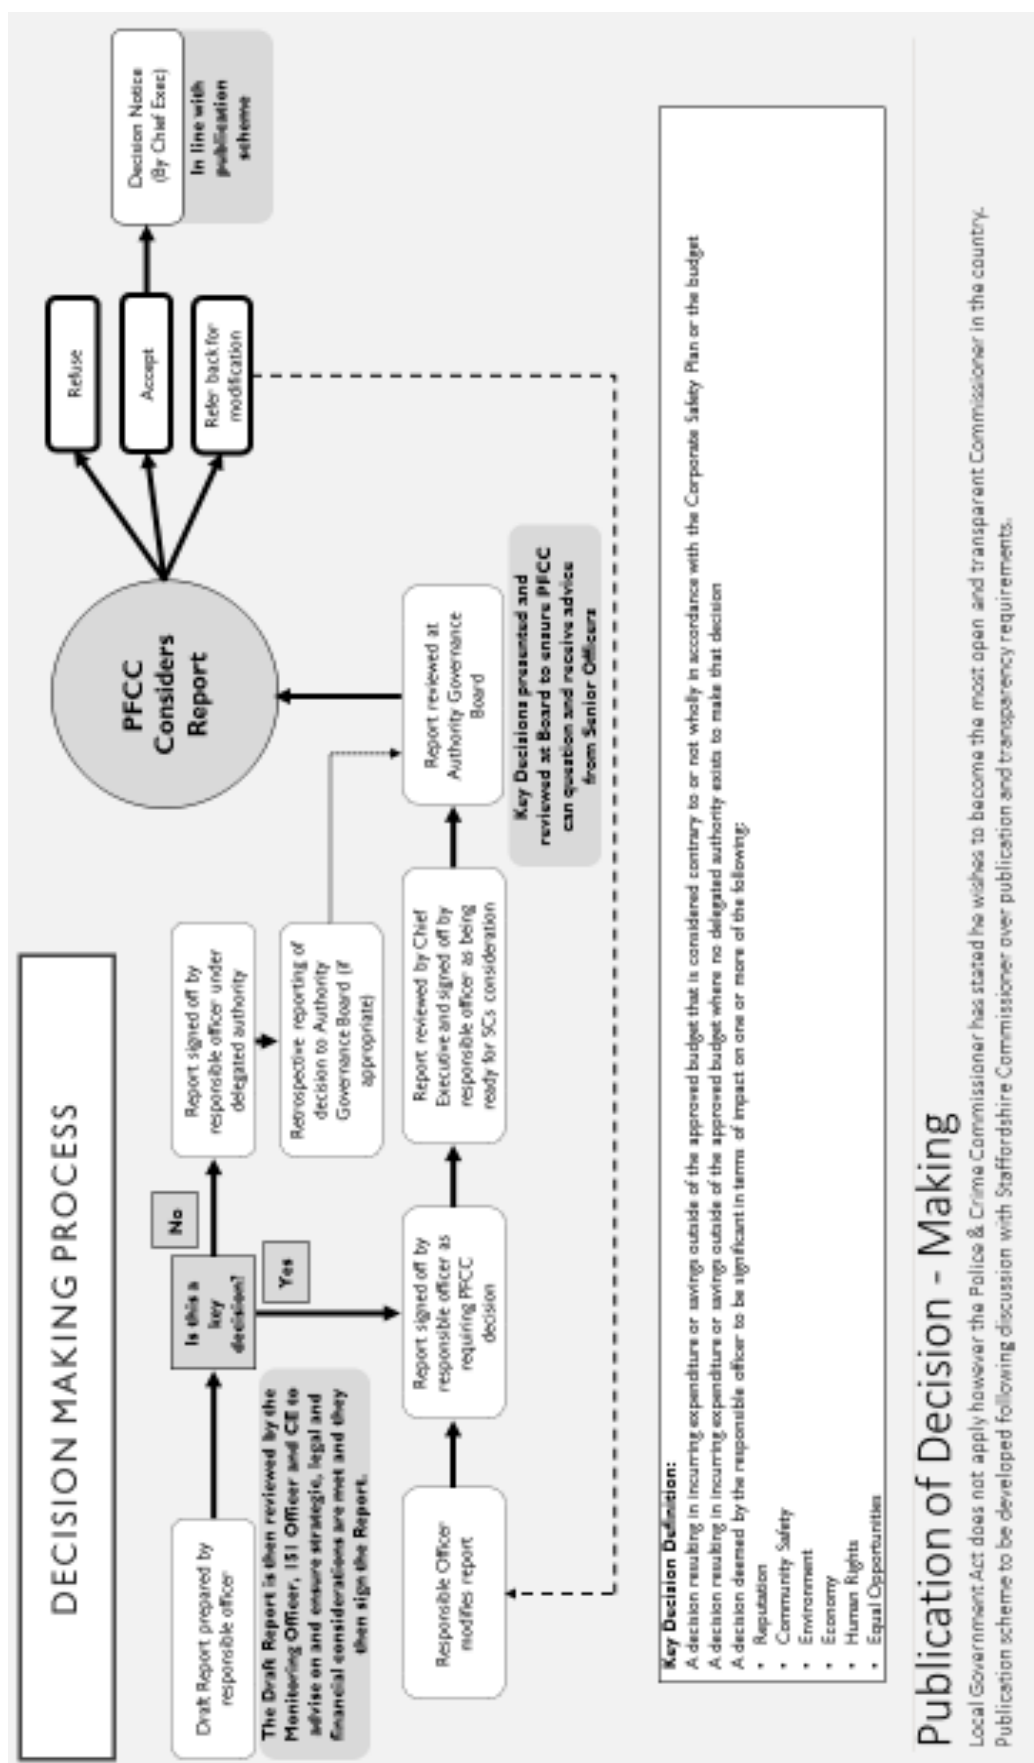 DECISION MAKING PROCESS
Draft Report prepared by
responsible officer
The Draft Report is then reviewed by the
Monitoring Officer, 151 Officer and CE to
advise on and ensure strategic, legal and
financial considerations are met and they
then sign the Report.
Is this a
key
decision?
No
Yes
Report signed off by
responsible officer under
delegated authority
Retrospective reporting of
decision to Authority
Governance Board (if
appropriate)
Responsible Officer
modifies report
Report signed off by
responsible officer as
requiring PFCC
decision
Report reviewed by Chief
Executive and signed off by
responsible officer as being
ready for SCs consideration
Report reviewed at
Authority Governance
Board
Key Decisions presented and
reviewed at Board to ensure PFCC
can question and receive advice
from Senior Officers
PFCC
Considers
Report
Refuse
Accept
Refer back for
modification
Decision Notice
(By Chief Exec)
In line with
publication
scheme
Key Decision Definition:
A decision resulting in incurring expenditure or savings outside of the approved budget that is considered contrary to or not wholly in accordance with the Corporate Safety Plan or the budget
A decision resulting in incurring expenditure or savings outside of the approved budget where no delegated authority exists to make that decision
A decision deemed by the responsible officer to be significant in terms of impact on one or more of the following:
• Reputation
• Community Safety
• Environment
• Economy
• Human Rights
• Equal Opportunities
Publication of Decision - Making
Local Government Act does not apply however the Police & Crime Commissioner has stated he wishes to become the most open and transparent Commissioner in the country.
Publication scheme to be developed following discussion with Staffordshire Commissioner over publication and transparency requirements.